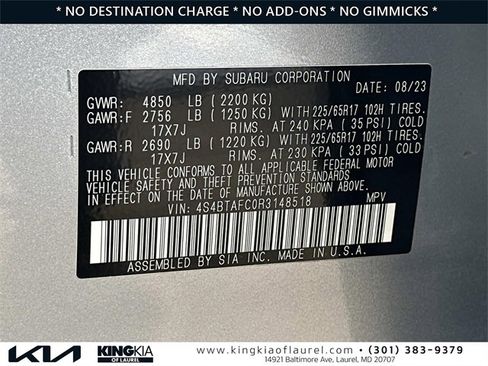 * NO DESTINATION CHARGE * NO ADD-ONS * NO GIMMICKS *
MFD BY SUBARU CORPORATION
DATE: 08/23
GVWR: 4850 LB (2200 KG)
GAWR:F 2756 LB (1250 KG) WITH 225/65R17 102H TIRES.
17X7J RIMS. AT 240 KPA (35 PSI) COLD
GAWR:R 2690 LB (1220 KG) WITH 225/65R17 102H TIRES.
17X7J RIMS. AT 230 KPA (33 PSI) COLD
THIS VEHICLE CONFORMS TO ALL APPLICABLE FEDERAL MOTOR
VEHICLE SAFETY AND THEFT PREVENTION STANDARDS
IN EFFECT ON THE DATE OF MANUFACTURE SHOWN ABOVE.
VIN: 4S4BTAFC0R3148518 MPV
ASSEMBLED BY SIA INC. MADE IN U.S.A.
KIA
KING KIA
OF LAUREL
www.kingkiaoflaurel.com • (301) 383-9379
14921 Baltimore Ave, Laurel, MD 20707